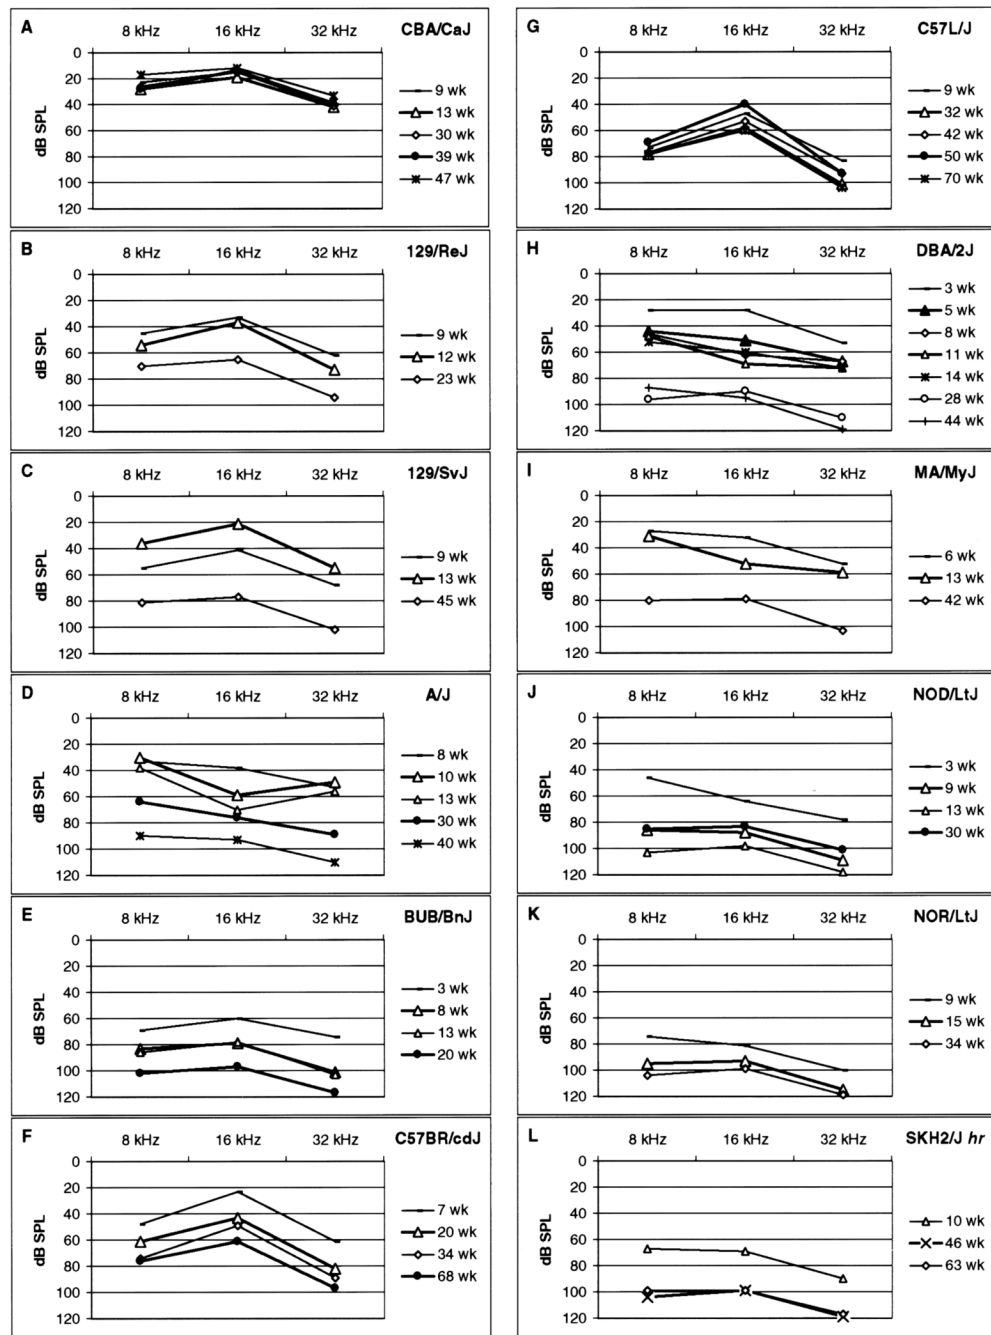 A 8 kHz 16 kHz 32 kHz CBA/CaJ
0
20
40
60
80
100
120
dB SPL
9 wk
13 wk
30 wk
39 wk
47 wk
B 8 kHz 16 kHz 32 kHz 129/ReJ
0
20
40
60
80
100
120
dB SPL
9 wk
12 wk
23 wk
C 8 kHz 16 kHz 32 kHz 129/SvJ
0
20
40
60
80
100
120
dB SPL
9 wk
13 wk
45 wk
D 8 kHz 16 kHz 32 kHz A/J
0
20
40
60
80
100
120
dB SPL
8 wk
10 wk
13 wk
30 wk
40 wk
E 8 kHz 16 kHz 32 kHz BUB/BnJ
0
20
40
60
80
100
120
dB SPL
3 wk
8 wk
13 wk
20 wk
F 8 kHz 16 kHz 32 kHz C57BR/cdJ
0
20
40
60
80
100
120
dB SPL
7 wk
20 wk
34 wk
68 wk
G 8 kHz 16 kHz 32 kHz C57L/J
0
20
40
60
80
100
120
dB SPL
9 wk
32 wk
42 wk
50 wk
70 wk
H 8 kHz 16 kHz 32 kHz DBA/2J
0
20
40
60
80
100
120
dB SPL
3 wk
5 wk
8 wk
11 wk
14 wk
28 wk
44 wk
I 8 kHz 16 kHz 32 kHz MA/MyJ
0
20
40
60
80
100
120
dB SPL
6 wk
13 wk
42 wk
J 8 kHz 16 kHz 32 kHz NOD/LtJ
0
20
40
60
80
100
120
dB SPL
3 wk
9 wk
13 wk
30 wk
K 8 kHz 16 kHz 32 kHz NOR/LtJ
0
20
40
60
80
100
120
dB SPL
9 wk
15 wk
34 wk
L 8 kHz 16 kHz 32 kHz SKH2/J hr
0
20
40
60
80
100
120
dB SPL
10 wk
46 wk
63 wk